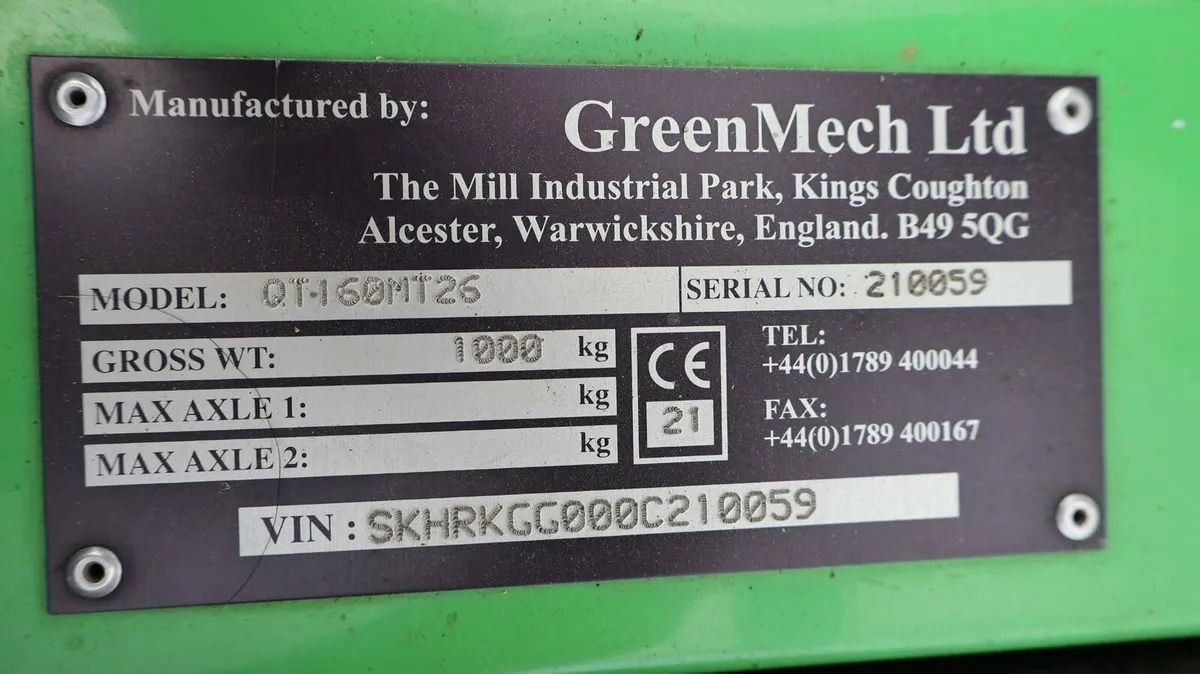 Manufactured by:
GreenMech Ltd
The Mill Industrial Park, Kings Coughton
Alcester, Warwickshire, England. B49 5QG
MODEL: QT-160MT26 SERIAL NO: 210059
GROSS WT: 1000 kg
MAX AXLE 1: kg
MAX AXLE 2: kg
CE
21
TEL:
+44(0)1789 400044
FAX:
+44(0)1789 400167
VIN : SKHRKGG000C210059